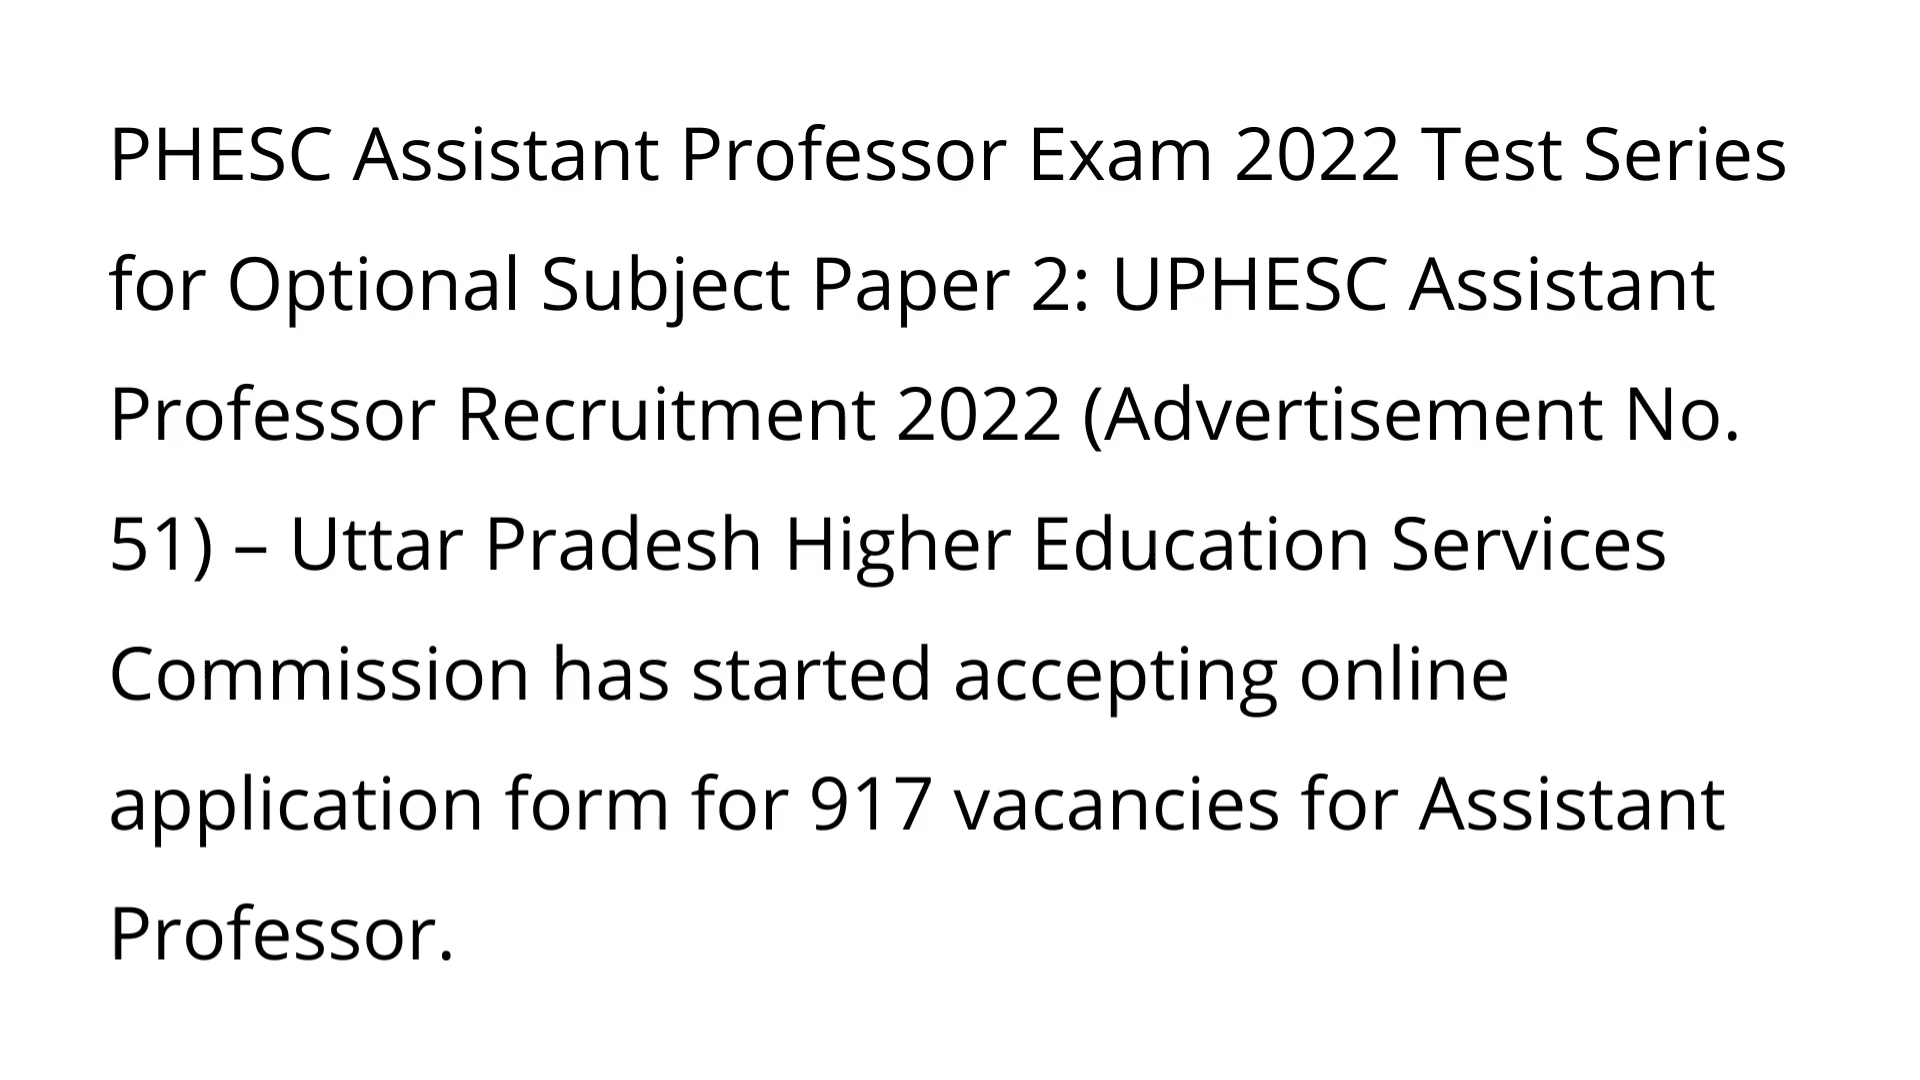 PHESC Assistant Professor Exam 2022 Test Series
for Optional Subject Paper 2: UPHESC Assistant
Professor Recruitment 2022 (Advertisement No.
51) – Uttar Pradesh Higher Education Services
Commission has started accepting online
application form for 917 vacancies for Assistant
Professor.